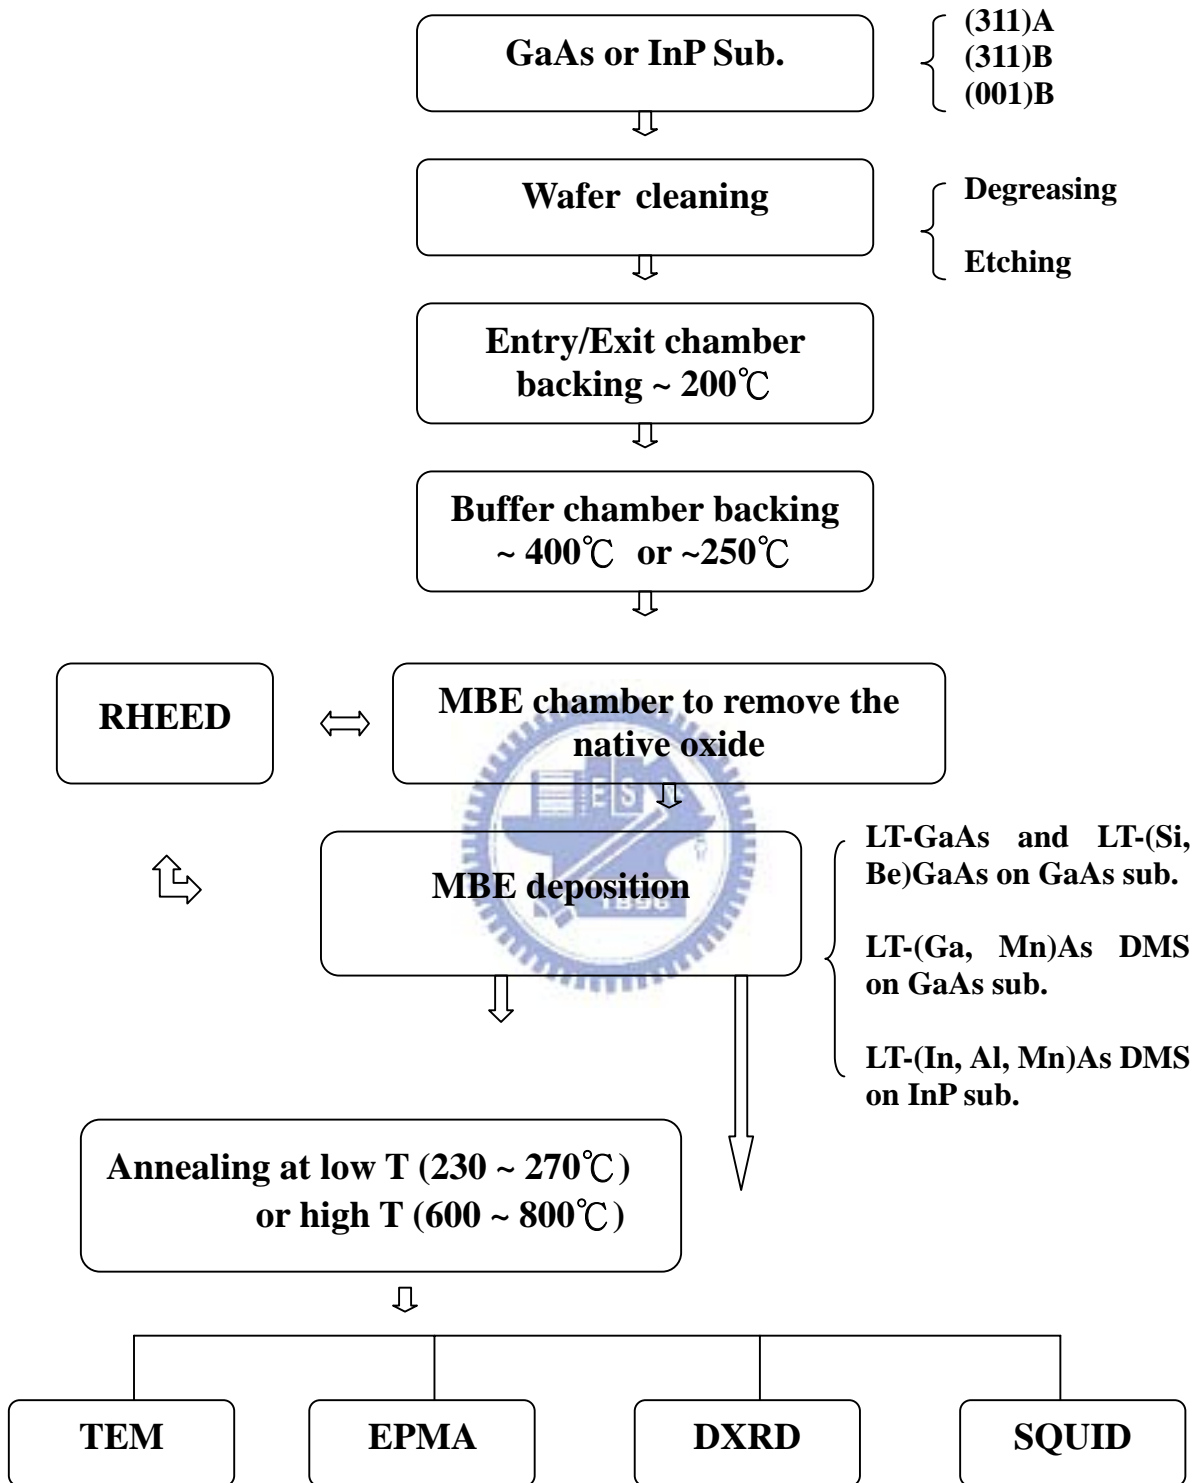 GaAs or InP Sub.
(311)A
(311)B
(001)B
Wafer cleaning
Degreasing
Etching
Entry/Exit chamber
backing ~ 200℃
Buffer chamber backing
~ 400℃ or ~250℃
RHEED
MBE chamber to remove the
native oxide
ES
MBE deposition
1896
LT-GaAs and LT-(Si,
Be)GaAs on GaAs sub.
LT-(Ga, Mn)As DMS
on GaAs sub.
LT-(In, Al, Mn)As DMS
on InP sub.
Annealing at low T (230 ~ 270℃)
or high T (600 ~ 800℃)
TEM
EPMA
DXRD
SQUID